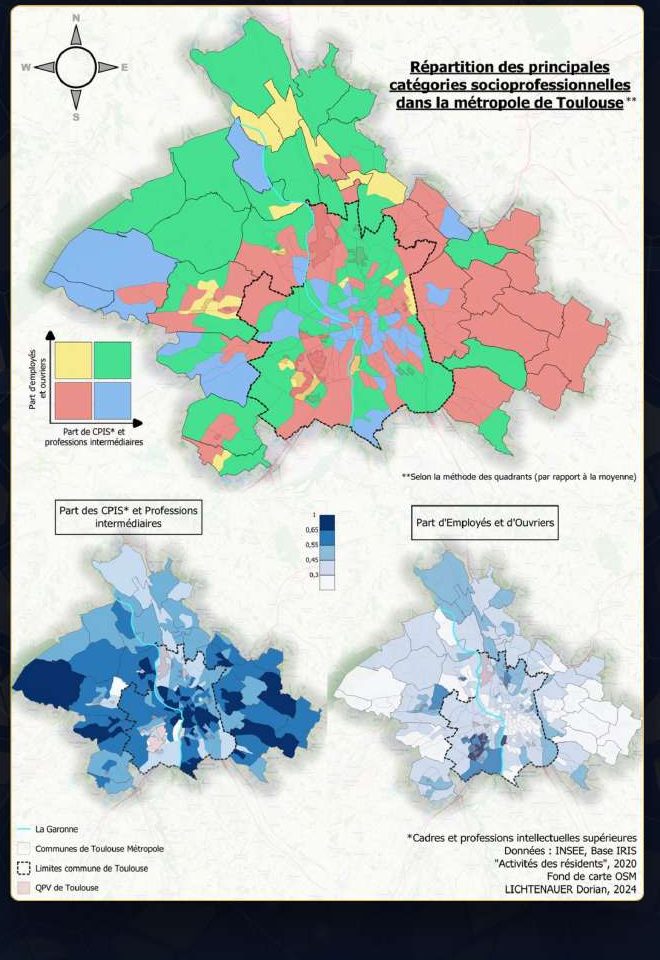 N
W
E
S
Répartition des principales
catégories socioprofessionnelles
dans la métropole de Toulouse**
Part d'employés
et ouvriers
Part de CPIS* et
professions intermédiaires
**Selon la méthode des quadrants (par rapport à la moyenne)
Part des CPIS* et Professions
intermédiaires
1
0,65
0,55
0,45
0,3
Part d'Employés et d'Ouvriers
La Garonne
Communes de Toulouse Métropole
Limites commune de Toulouse
QPV de Toulouse
*Cadres et professions intellectuelles supérieures
Données : INSEE, Base IRIS
"Activités des résidents", 2020
Fond de carte OSM
LICHTENAUER Dorian, 2024